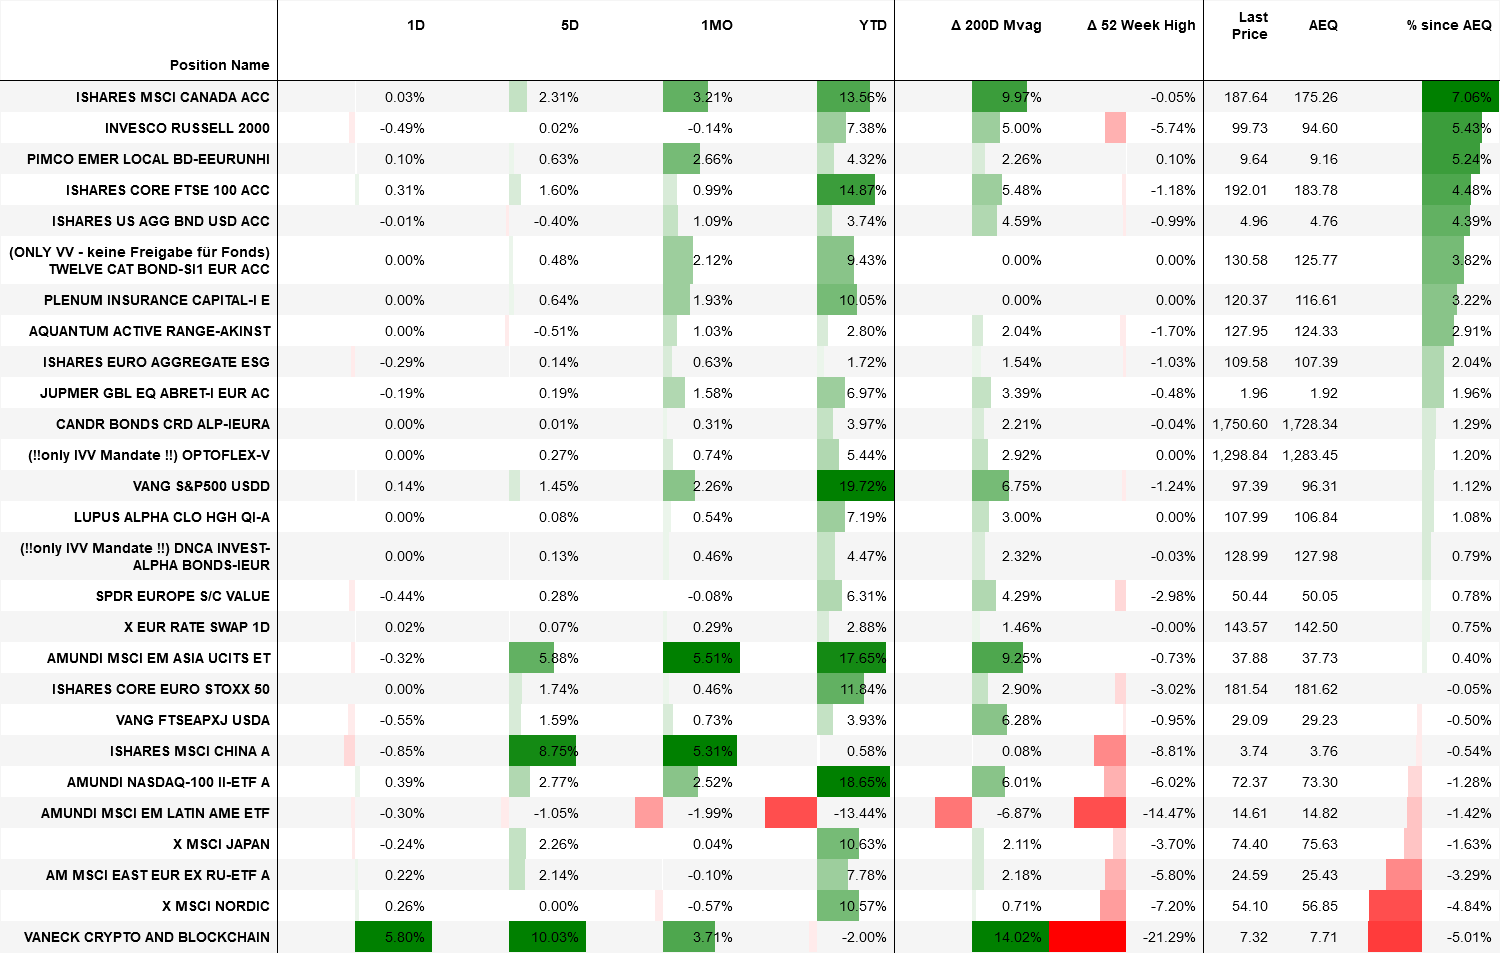 Position Name 1D 5D 1MO YTD Δ 200D Mvag Δ 52 Week High Last Price AEQ % since AEQ
ISHARES MSCI CANADA ACC 0.03% 2.31% 3.21% 13.56% 9.97% -0.05% 187.64 175.26 7.06%
INVESCO RUSSELL 2000 -0.49% 0.02% -0.14% 7.38% 5.00% -5.74% 99.73 94.60 5.43%
PIMCO EMER LOCAL BD-EEURUNHI 0.10% 0.63% 2.66% 4.32% 2.26% 0.10% 9.64 9.16 5.24%
ISHARES CORE FTSE 100 ACC 0.31% 1.60% 0.99% 14.87% 5.48% -1.18% 192.01 183.78 4.48%
ISHARES US AGG BND USD ACC -0.01% -0.40% 1.09% 3.74% 4.59% -0.99% 4.96 4.76 4.39%
(ONLY VV - keine Freigabe für Fonds)
TWELVE CAT BOND-SI1 EUR ACC 0.00% 0.48% 2.12% 9.43% 0.00% 0.00% 130.58 125.77 3.82%
PLENUM INSURANCE CAPITAL-I E 0.00% 0.64% 1.93% 10.05% 0.00% 0.00% 120.37 116.61 3.22%
AQUANTUM ACTIVE RANGE-AKINST 0.00% -0.51% 1.03% 2.80% 2.04% -1.70% 127.95 124.33 2.91%
ISHARES EURO AGGREGATE ESG -0.29% 0.14% 0.63% 1.72% 1.54% -1.03% 109.58 107.39 2.04%
JUPMER GBL EQ ABRET-I EUR AC -0.19% 0.19% 1.58% 6.97% 3.39% -0.48% 1.96 1.92 1.96%
CANDR BONDS CRD ALP-IEURA 0.00% 0.01% 0.31% 3.97% 2.21% -0.04% 1,750.60 1,728.34 1.29%
(!!only IVV Mandate !!) OPTOFLEX-V 0.00% 0.27% 0.74% 5.44% 2.92% 0.00% 1,298.84 1,283.45 1.20%
VANG S&P500 USDD 0.14% 1.45% 2.26% 19.72% 6.75% -1.24% 97.39 96.31 1.12%
LUPUS ALPHA CLO HGH QI-A 0.00% 0.08% 0.54% 7.19% 3.00% 0.00% 107.99 106.84 1.08%
(!!only IVV Mandate !!) DNCA INVEST-
ALPHA BONDS-IEUR 0.00% 0.13% 0.46% 4.47% 2.32% -0.03% 128.99 127.98 0.79%
SPDR EUROPE S/C VALUE -0.44% 0.28% -0.08% 6.31% 4.29% -2.98% 50.44 50.05 0.78%
X EUR RATE SWAP 1D 0.02% 0.07% 0.29% 2.88% 1.46% -0.00% 143.57 142.50 0.75%
AMUNDI MSCI EM ASIA UCITS ET -0.32% 5.88% 5.51% 17.65% 9.25% -0.73% 37.88 37.73 0.40%
ISHARES CORE EURO STOXX 50 0.00% 1.74% 0.46% 11.84% 2.90% -3.02% 181.54 181.62 -0.05%
VANG FTSEAPXJ USDA -0.55% 1.59% 0.73% 3.93% 6.28% -0.95% 29.09 29.23 -0.50%
ISHARES MSCI CHINA A -0.85% 8.75% 5.31% 0.58% 0.08% -8.81% 3.74 3.76 -0.54%
AMUNDI NASDAQ-100 II-ETF A 0.39% 2.77% 2.52% 18.65% 6.01% -6.02% 72.37 73.30 -1.28%
AMUNDI MSCI EM LATIN AME ETF -0.30% -1.05% -1.99% -13.44% -6.87% -14.47% 14.61 14.82 -1.42%
X MSCI JAPAN -0.24% 2.26% 0.04% 10.63% 2.11% -3.70% 74.40 75.63 -1.63%
AM MSCI EAST EUR EX RU-ETF A 0.22% 2.14% -0.10% 7.78% 2.18% -5.80% 24.59 25.43 -3.29%
X MSCI NORDIC 0.26% 0.00% -0.57% 10.57% 0.71% -7.20% 54.10 56.85 -4.84%
VANECK CRYPTO AND BLOCKCHAIN 5.80% 10.03% 3.71% -2.00% 14.02% -21.29% 7.32 7.71 -5.01%